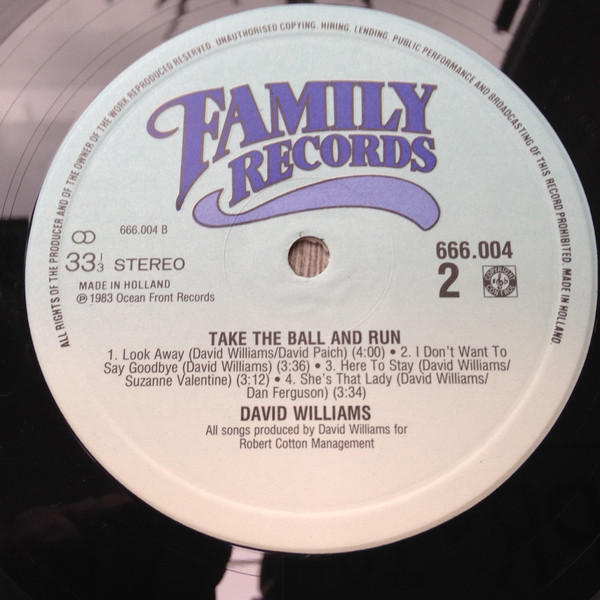 ALL RIGHTS OF THE PRODUCER AND OF THE OWNER OF THE WORK REPRODUCED RESERVED. UNAUTHORISED COPYING, HIRING, LENDING, PUBLIC PERFORMANCE AND BROADCASTING OF THIS RECORD PROHIBITED. MADE IN HOLLAND.
FAMILY
RECORDS
666.004 B
33 1/3 STEREO
MADE IN HOLLAND
℗ 1983 Ocean Front Records
666.004
2
COPYRIGHT CONTROL
TAKE THE BALL AND RUN
1. Look Away (David Williams/David Paich) (4:00) • 2. I Don't Want To
Say Goodbye (David Williams) (3:36) • 3. Here To Stay (David Williams/
Suzanne Valentine) (3:12) • 4. She's That Lady (David Williams/
Dan Ferguson) (3:34)
DAVID WILLIAMS
All songs produced by David Williams for
Robert Cotton Management